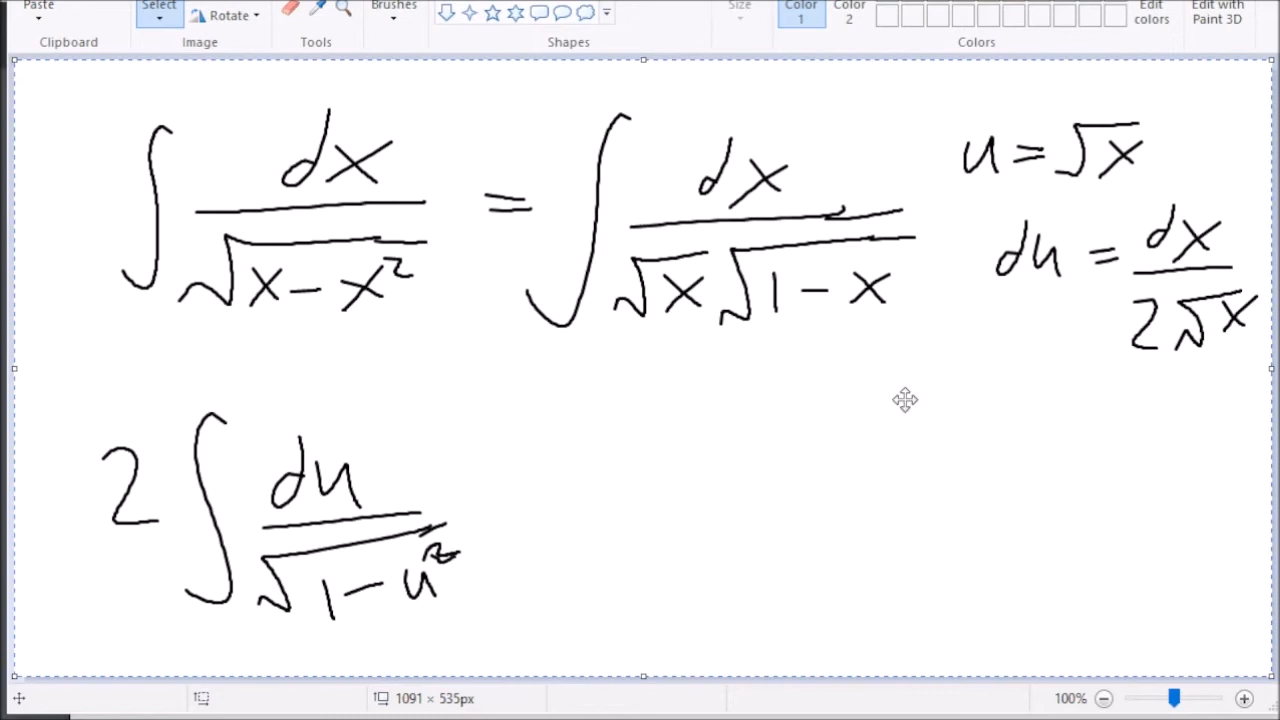 Paste Select Rotate Brushes Size Color 1 Color 2 Edit colors Edit with Paint 3D
Clipboard Image Tools Shapes Colors
∫ dx/√(x-x²) = ∫ dx/(√x √(1-x)) u = √x
du = dx/(2√x)
2 ∫ du/√(1-u²)
1091 × 535px 100%